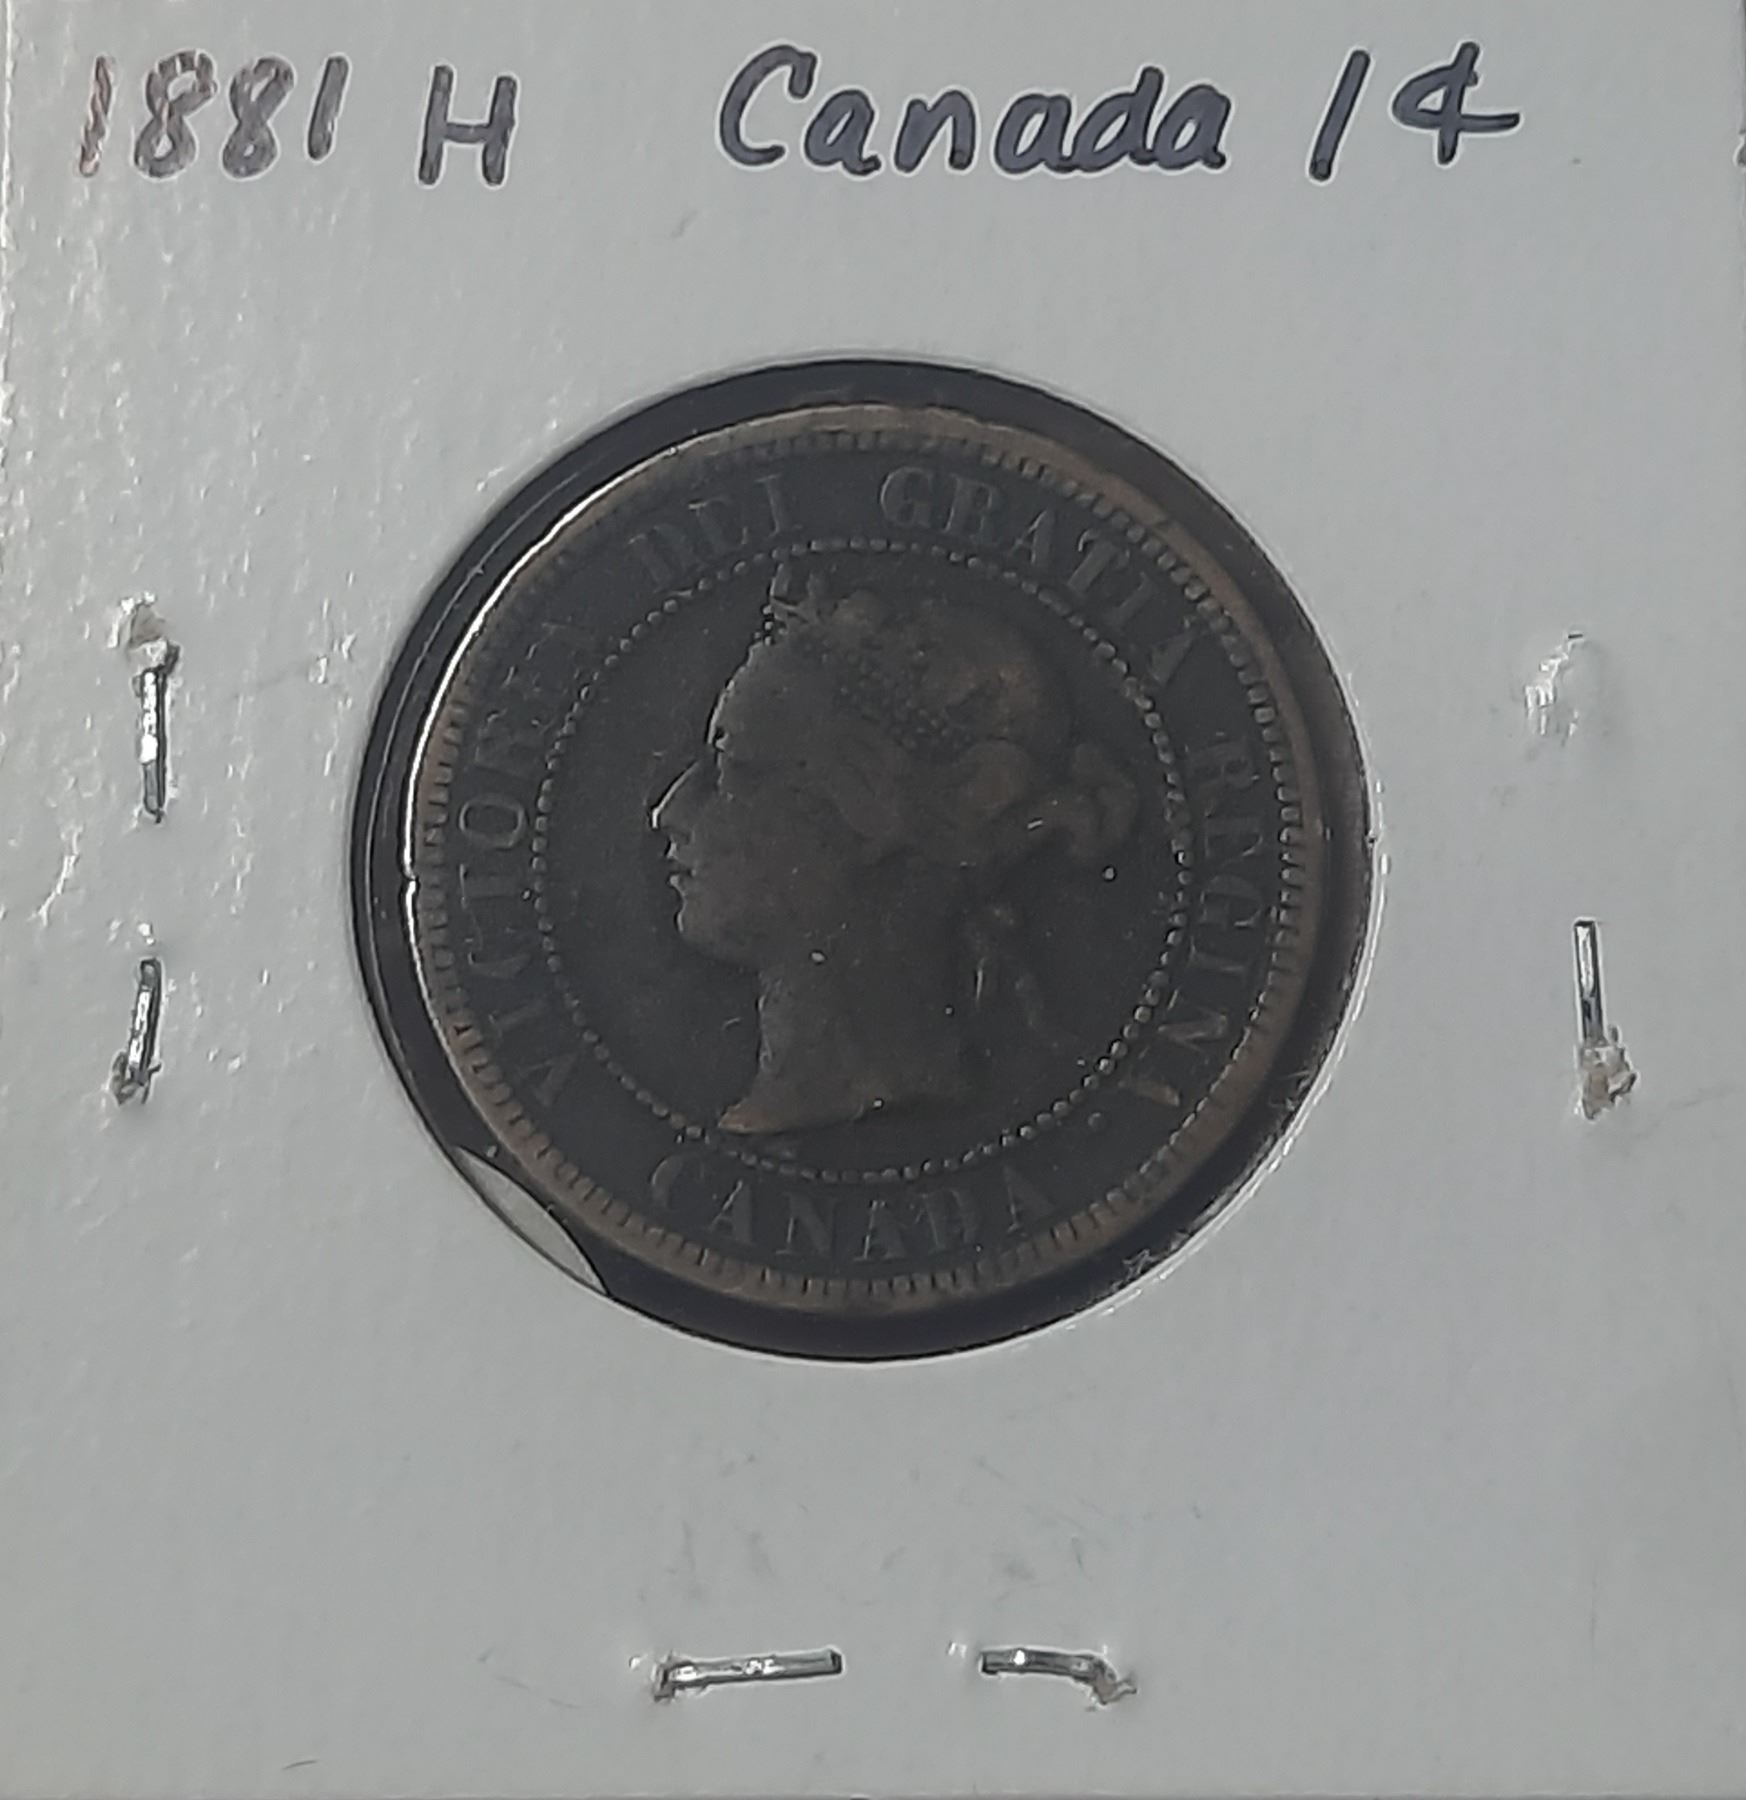 1881 H Canada 1¢
VICTORIA DEI GRATIA REGINA
CANADA